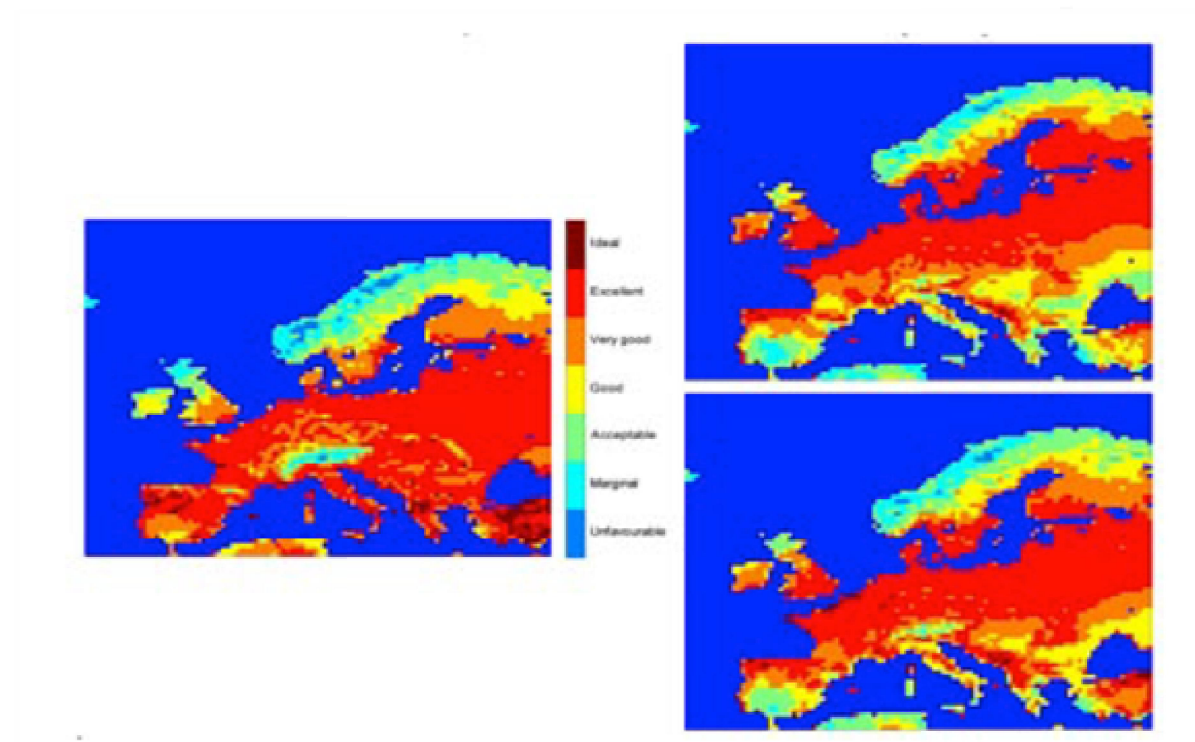 Ideal
Excellent
Very good
Good
Acceptable
Marginal
Unfavourable